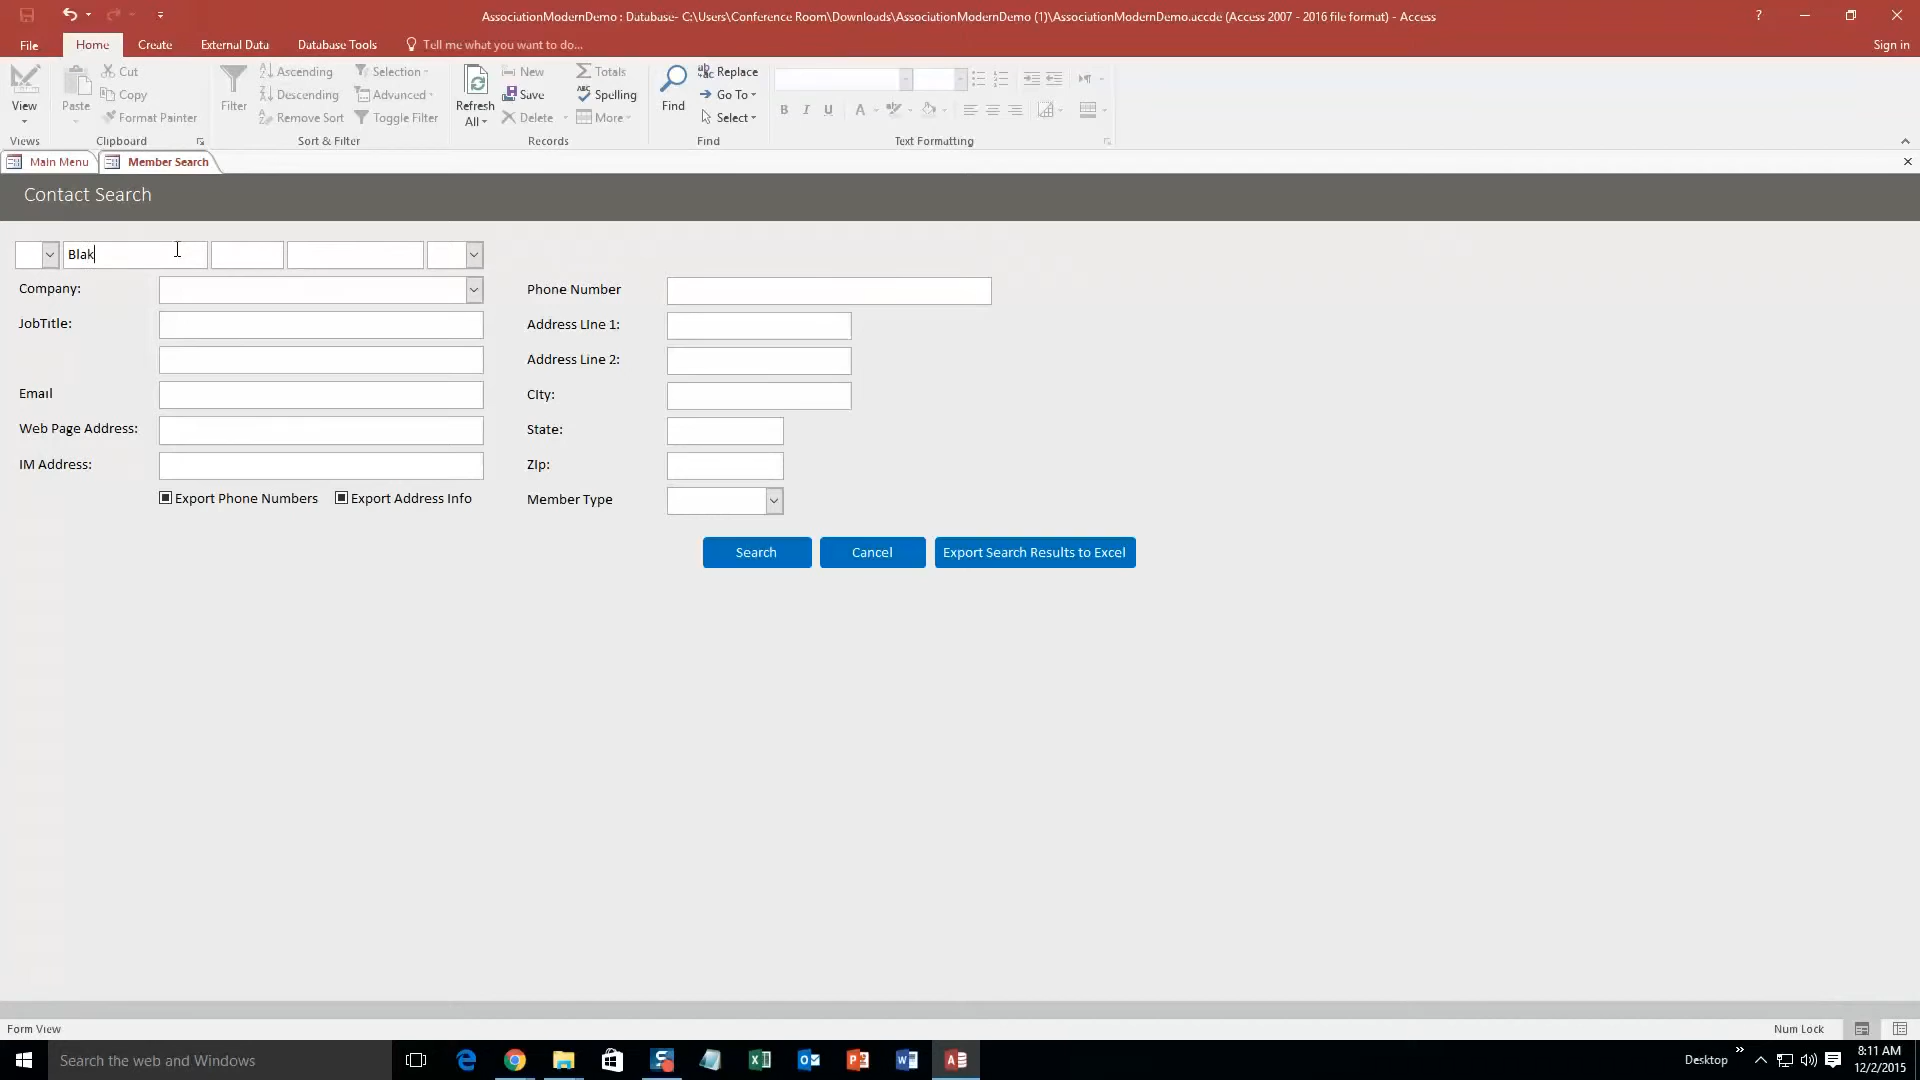 AssociationModernDemo : Database- C:\Users\Conference Room\Downloads\AssociationModernDemo (1)\AssociationModernDemo.accde (Access 2007 - 2016 file format) - Access
?
File Home Create External Data Database Tools Tell me what you want to do... Sign in
View
Views
Paste
Cut
Copy
Format Painter
Clipboard
Filter
Ascending
Descending
Remove Sort
Selection
Advanced
Toggle Filter
Sort & Filter
Refresh
All
New
Save
Delete
Totals
Spelling
More
Records
Find
Replace
Go To
Select
Find
B I U A
Text Formatting
Main Menu Member Search
Contact Search
Blak
Company:
JobTitle:
Email
Web Page Address:
IM Address:
Export Phone Numbers Export Address Info
Phone Number
Address LIne 1:
Address Line 2:
CIty:
State:
ZIp:
Member Type
Search Cancel Export Search Results to Excel
Form View Num Lock
Search the web and Windows
Desktop
8:11 AM
12/2/2015